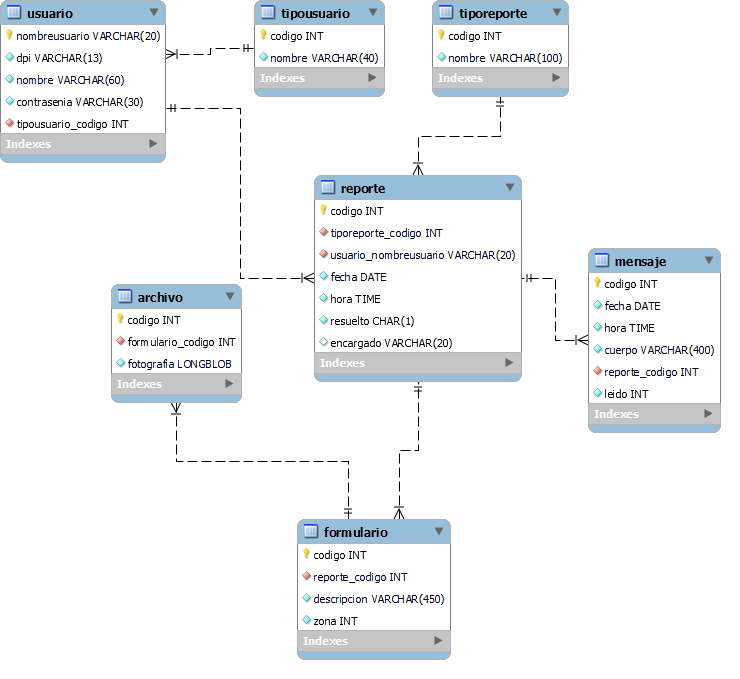 usuario
nombreusuario VARCHAR(20)
dpi VARCHAR(13)
nombre VARCHAR(60)
contrasenia VARCHAR(30)
tipousuario_codigo INT
Indexes
tipousuario
codigo INT
nombre VARCHAR(40)
Indexes
tiporeporte
codigo INT
nombre VARCHAR(100)
Indexes
reporte
codigo INT
tiporeporte_codigo INT
usuario_nombreusuario VARCHAR(20)
fecha DATE
hora TIME
resuelto CHAR(1)
encargado VARCHAR(20)
Indexes
mensaje
codigo INT
fecha DATE
hora TIME
cuerpo VARCHAR(400)
reporte_codigo INT
leido INT
Indexes
archivo
codigo INT
formulario_codigo INT
fotografia LONGBLOB
Indexes
formulario
codigo INT
reporte_codigo INT
descripcion VARCHAR(450)
zona INT
Indexes